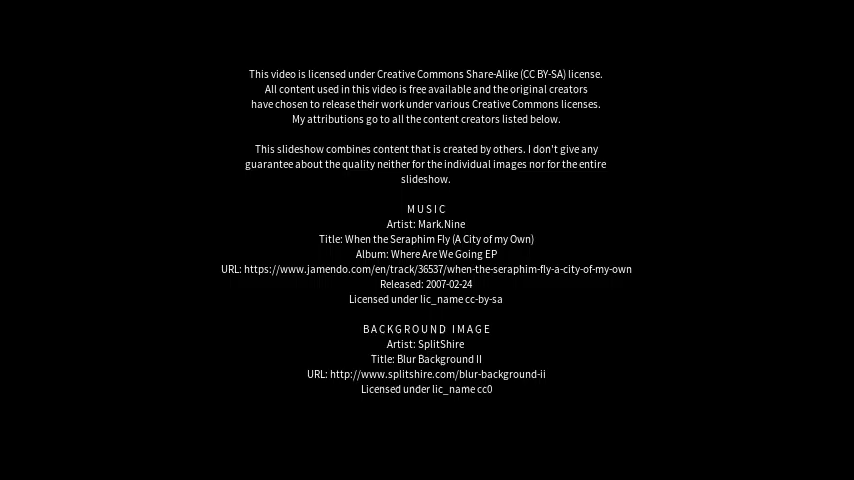 This video is licensed under Creative Commons Share-Alike (CC BY-SA) license.
All content used in this video is free available and the original creators
have chosen to release their work under various Creative Commons licenses.
My attributions go to all the content creators listed below.
This slideshow combines content that is created by others. I don't give any
guarantee about the quality neither for the individual images nor for the entire
slideshow.
MUSIC
Artist: Mark.Nine
Title: When the Seraphim Fly (A City of my Own)
Album: Where Are We Going EP
URL: https://www.jamendo.com/en/track/36537/when-the-seraphim-fly-a-city-of-my-own
Released: 2007-02-24
Licensed under lic_name cc-by-sa
BACKGROUND IMAGE
Artist: SplitShire
Title: Blur Background II
URL: http://www.splitshire.com/blur-background-ii
Licensed under lic_name cc0